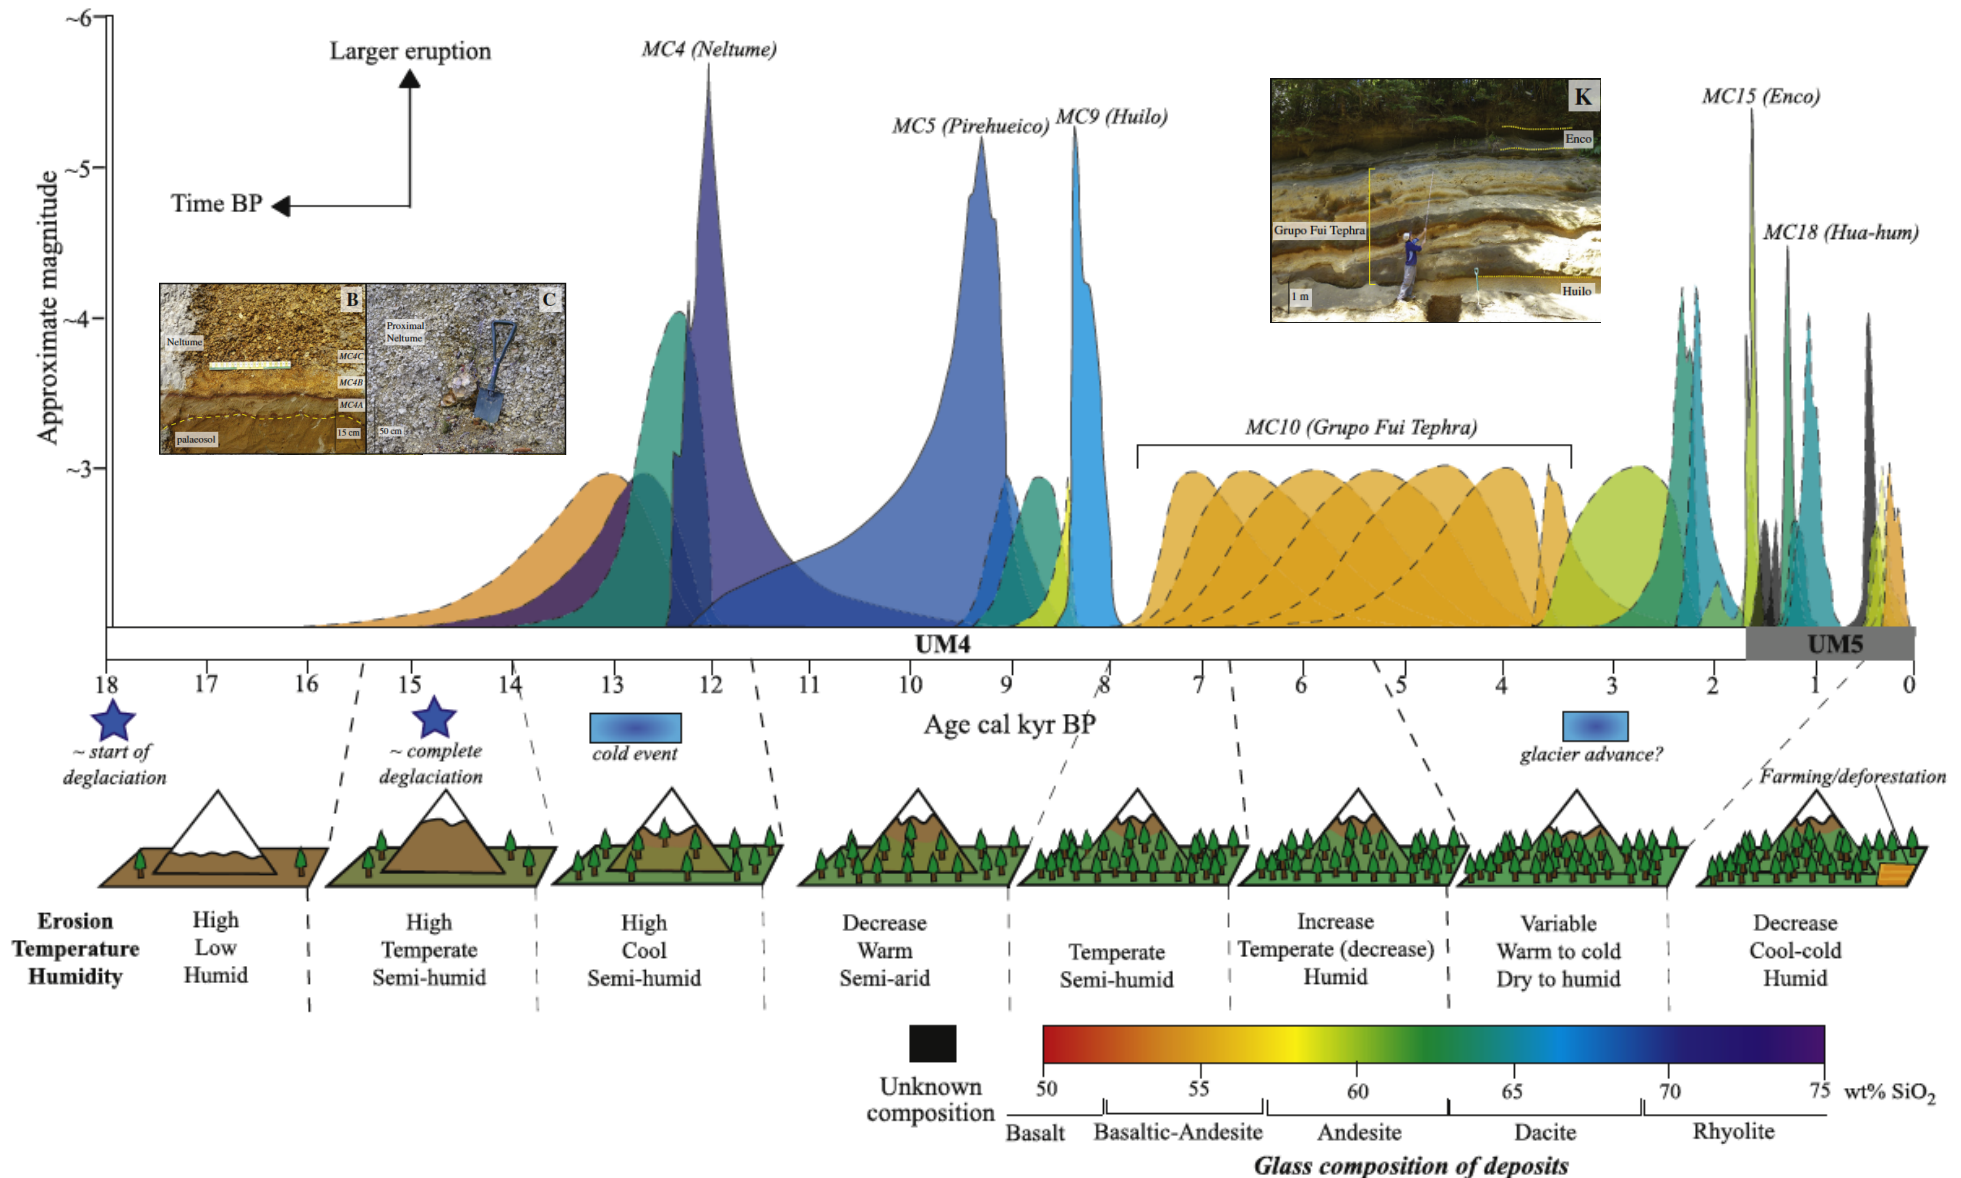 ~6
Larger eruption
MC4 (Neltume)
MC15 (Enco)
MC5 (Pirehueico)
MC9 (Huilo)
K
Enco
Grupo Fui Tephra
1 m
Huilo
~5
Time BP
MC18 (Hua-hum)
Approximate magnitude
B
Neltume
MC4C
MC4B
MC4A
15 cm
palaeosol
C
Proximal
Neltume
50 cm
~4
MC10 (Grupo Fui Tephra)
~3
UM4
UM5
18 17 16 15 14 13 12 11 10 9 8 7 6 5 4 3 2 1 0
Age cal kyr BP
~ start of
deglaciation
~ complete
deglaciation
cold event
glacier advance?
Farming/deforestation
Erosion High High High Decrease Increase Variable Decrease
Temperature Low Temperate Cool Warm Temperate Temperate (decrease) Warm to cold Cool-cold
Humidity Humid Semi-humid Semi-humid Semi-arid Semi-humid Humid Dry to humid Humid
Unknown
composition
50 55 60 65 70 75 wt% SiO₂
Basalt Basaltic-Andesite Andesite Dacite Rhyolite
Glass composition of deposits